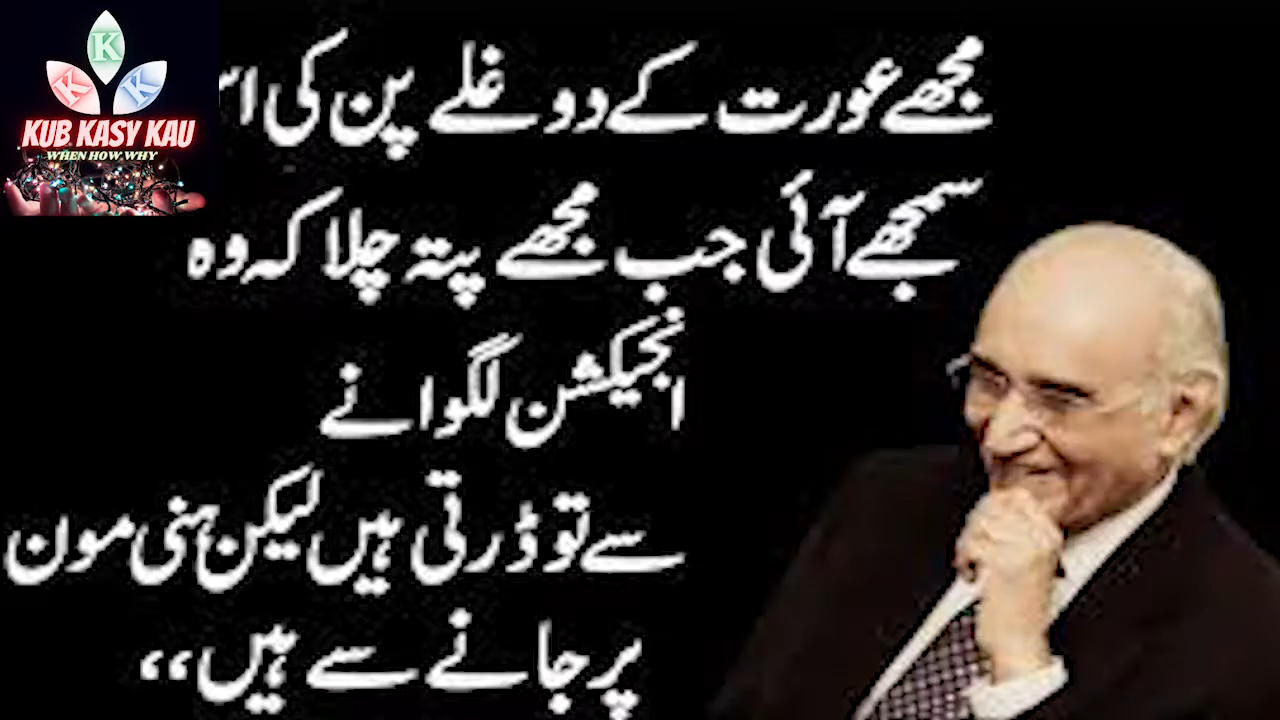 K
K K
KUB KASY KAU
WHEN HOW WHY
مجھے عورت کے دوغلے پن کی
سمجھے آئی جب مجھے پتہ چلا کہ وہ
انجیکشن لگوانے
سے تو ڈرتی ہیں لیکن ہنی مون
پر جانے سے ہیں،،